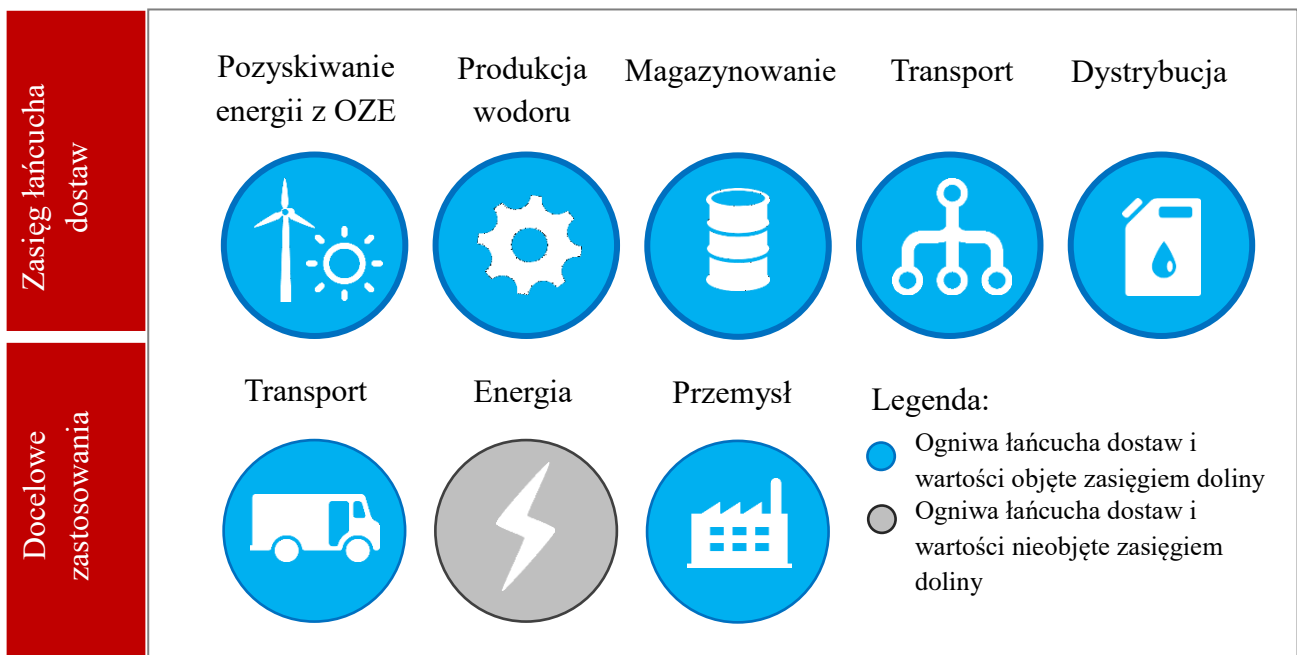 Zasięg łańcucha
dostaw
Pozyskiwanie
energii z OZE
Produkcja
wodoru
Magazynowanie
Transport
Dystrybucja
Docelowe
zastosowania
Transport
Energia
Przemysł
Legenda:
Ogniwa łańcucha dostaw i
wartości objęte zasięgiem doliny
Ogniwa łańcucha dostaw i
wartości nieobjęte zasięgiem
doliny